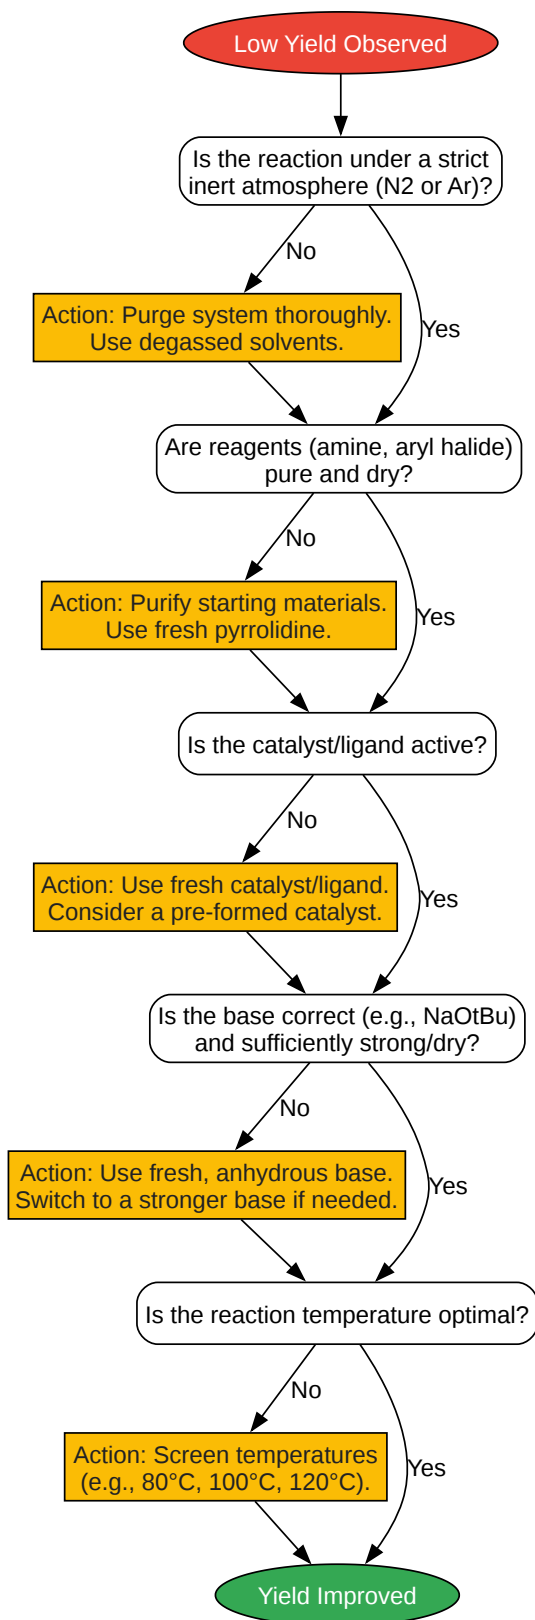 Low Yield Observed
Is the reaction under a strict
inert atmosphere (N2 or Ar)?
No
Action: Purge system thoroughly.
Use degassed solvents.
Yes
Are reagents (amine, aryl halide)
pure and dry?
No
Action: Purify starting materials.
Use fresh pyrrolidine.
Yes
Is the catalyst/ligand active?
No
Action: Use fresh catalyst/ligand.
Consider a pre-formed catalyst.
Yes
Is the base correct (e.g., NaOtBu)
and sufficiently strong/dry?
No
Action: Use fresh, anhydrous base.
Switch to a stronger base if needed.
Yes
Is the reaction temperature optimal?
No
Action: Screen temperatures
(e.g., 80°C, 100°C, 120°C).
Yes
Yield Improved